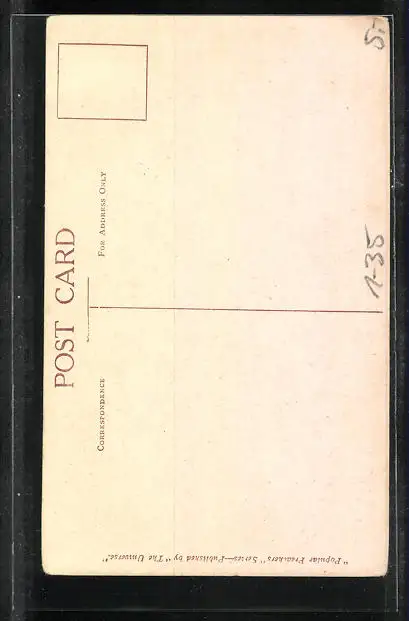 POST CARD
CORRESPONDENCE
FOR ADDRESS ONLY
"Popular Preachers" Series—Published by "The Universe."
1-35